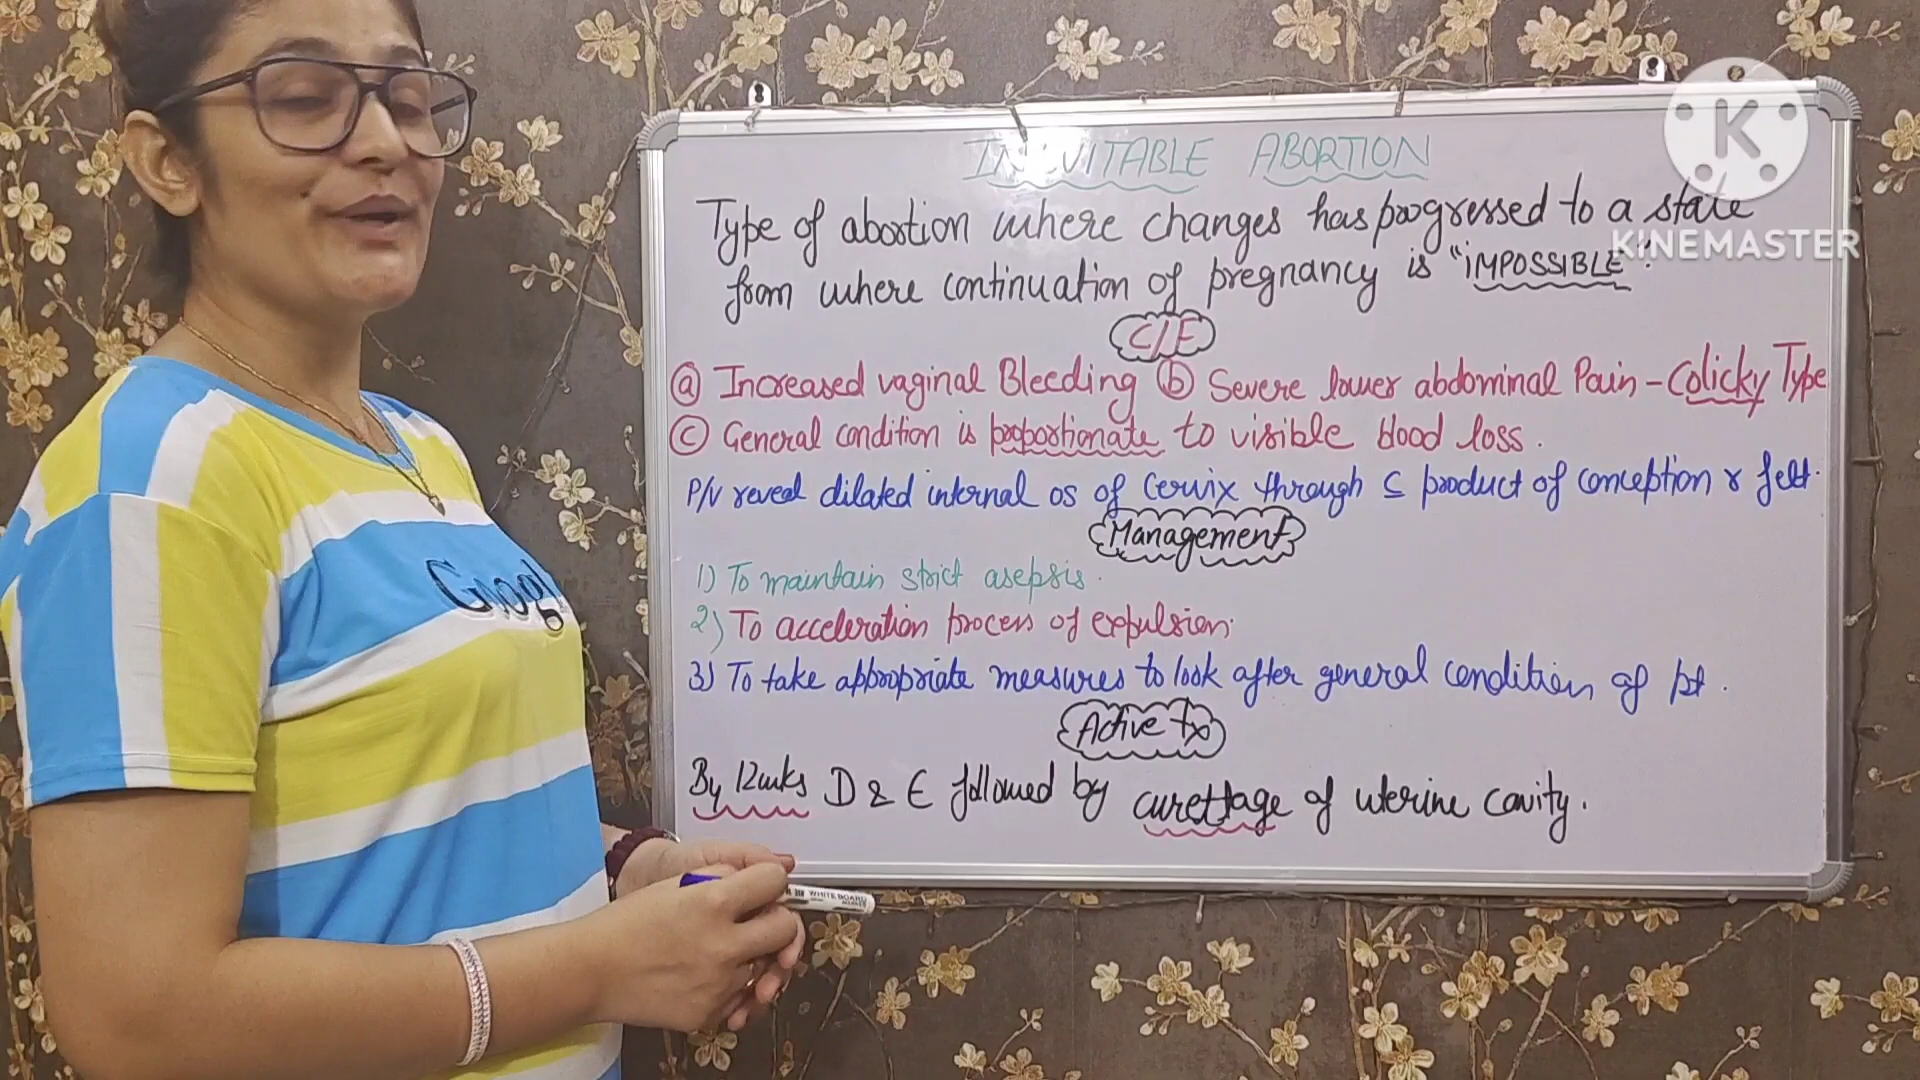 INEVITABLE ABORTION
Type of abortion where changes has progressed to a state
from where continuation of pregnancy is "IMPOSSIBLE".
C/F
ⓐ Increased vaginal Bleeding ⓑ Severe lower abdominal Pain - Colicky Type
ⓒ General condition is proportionate to visible blood loss.
P/V reveal dilated internal os of Cervix through c product of conception r felt.
Management
1) To maintain strict asepsis.
2) To acceleration process of expulsion.
3) To take appropriate measures to look after general condition of pt.
Active Tx
By 12wks D & E followed by curettage of uterine cavity.
K
KINEMASTER
Googl
WHITE BOARD
MARKER